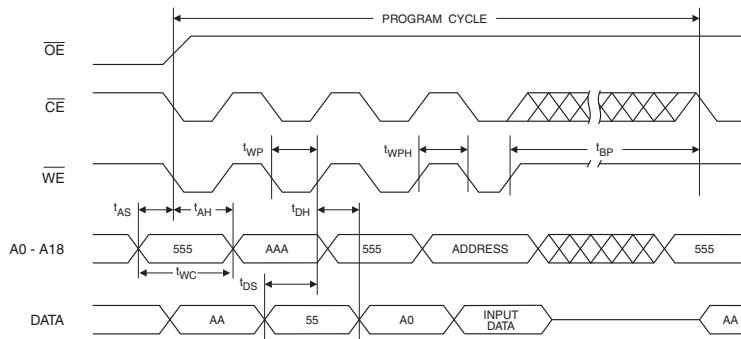 PROGRAM CYCLE
OE
CE
tWP
tWPH
tBP
WE
tAS
tAH
tDH
A0 - A18
555
AAA
555
ADDRESS
555
tWC
tDS
DATA
AA
55
A0
INPUT
DATA
AA